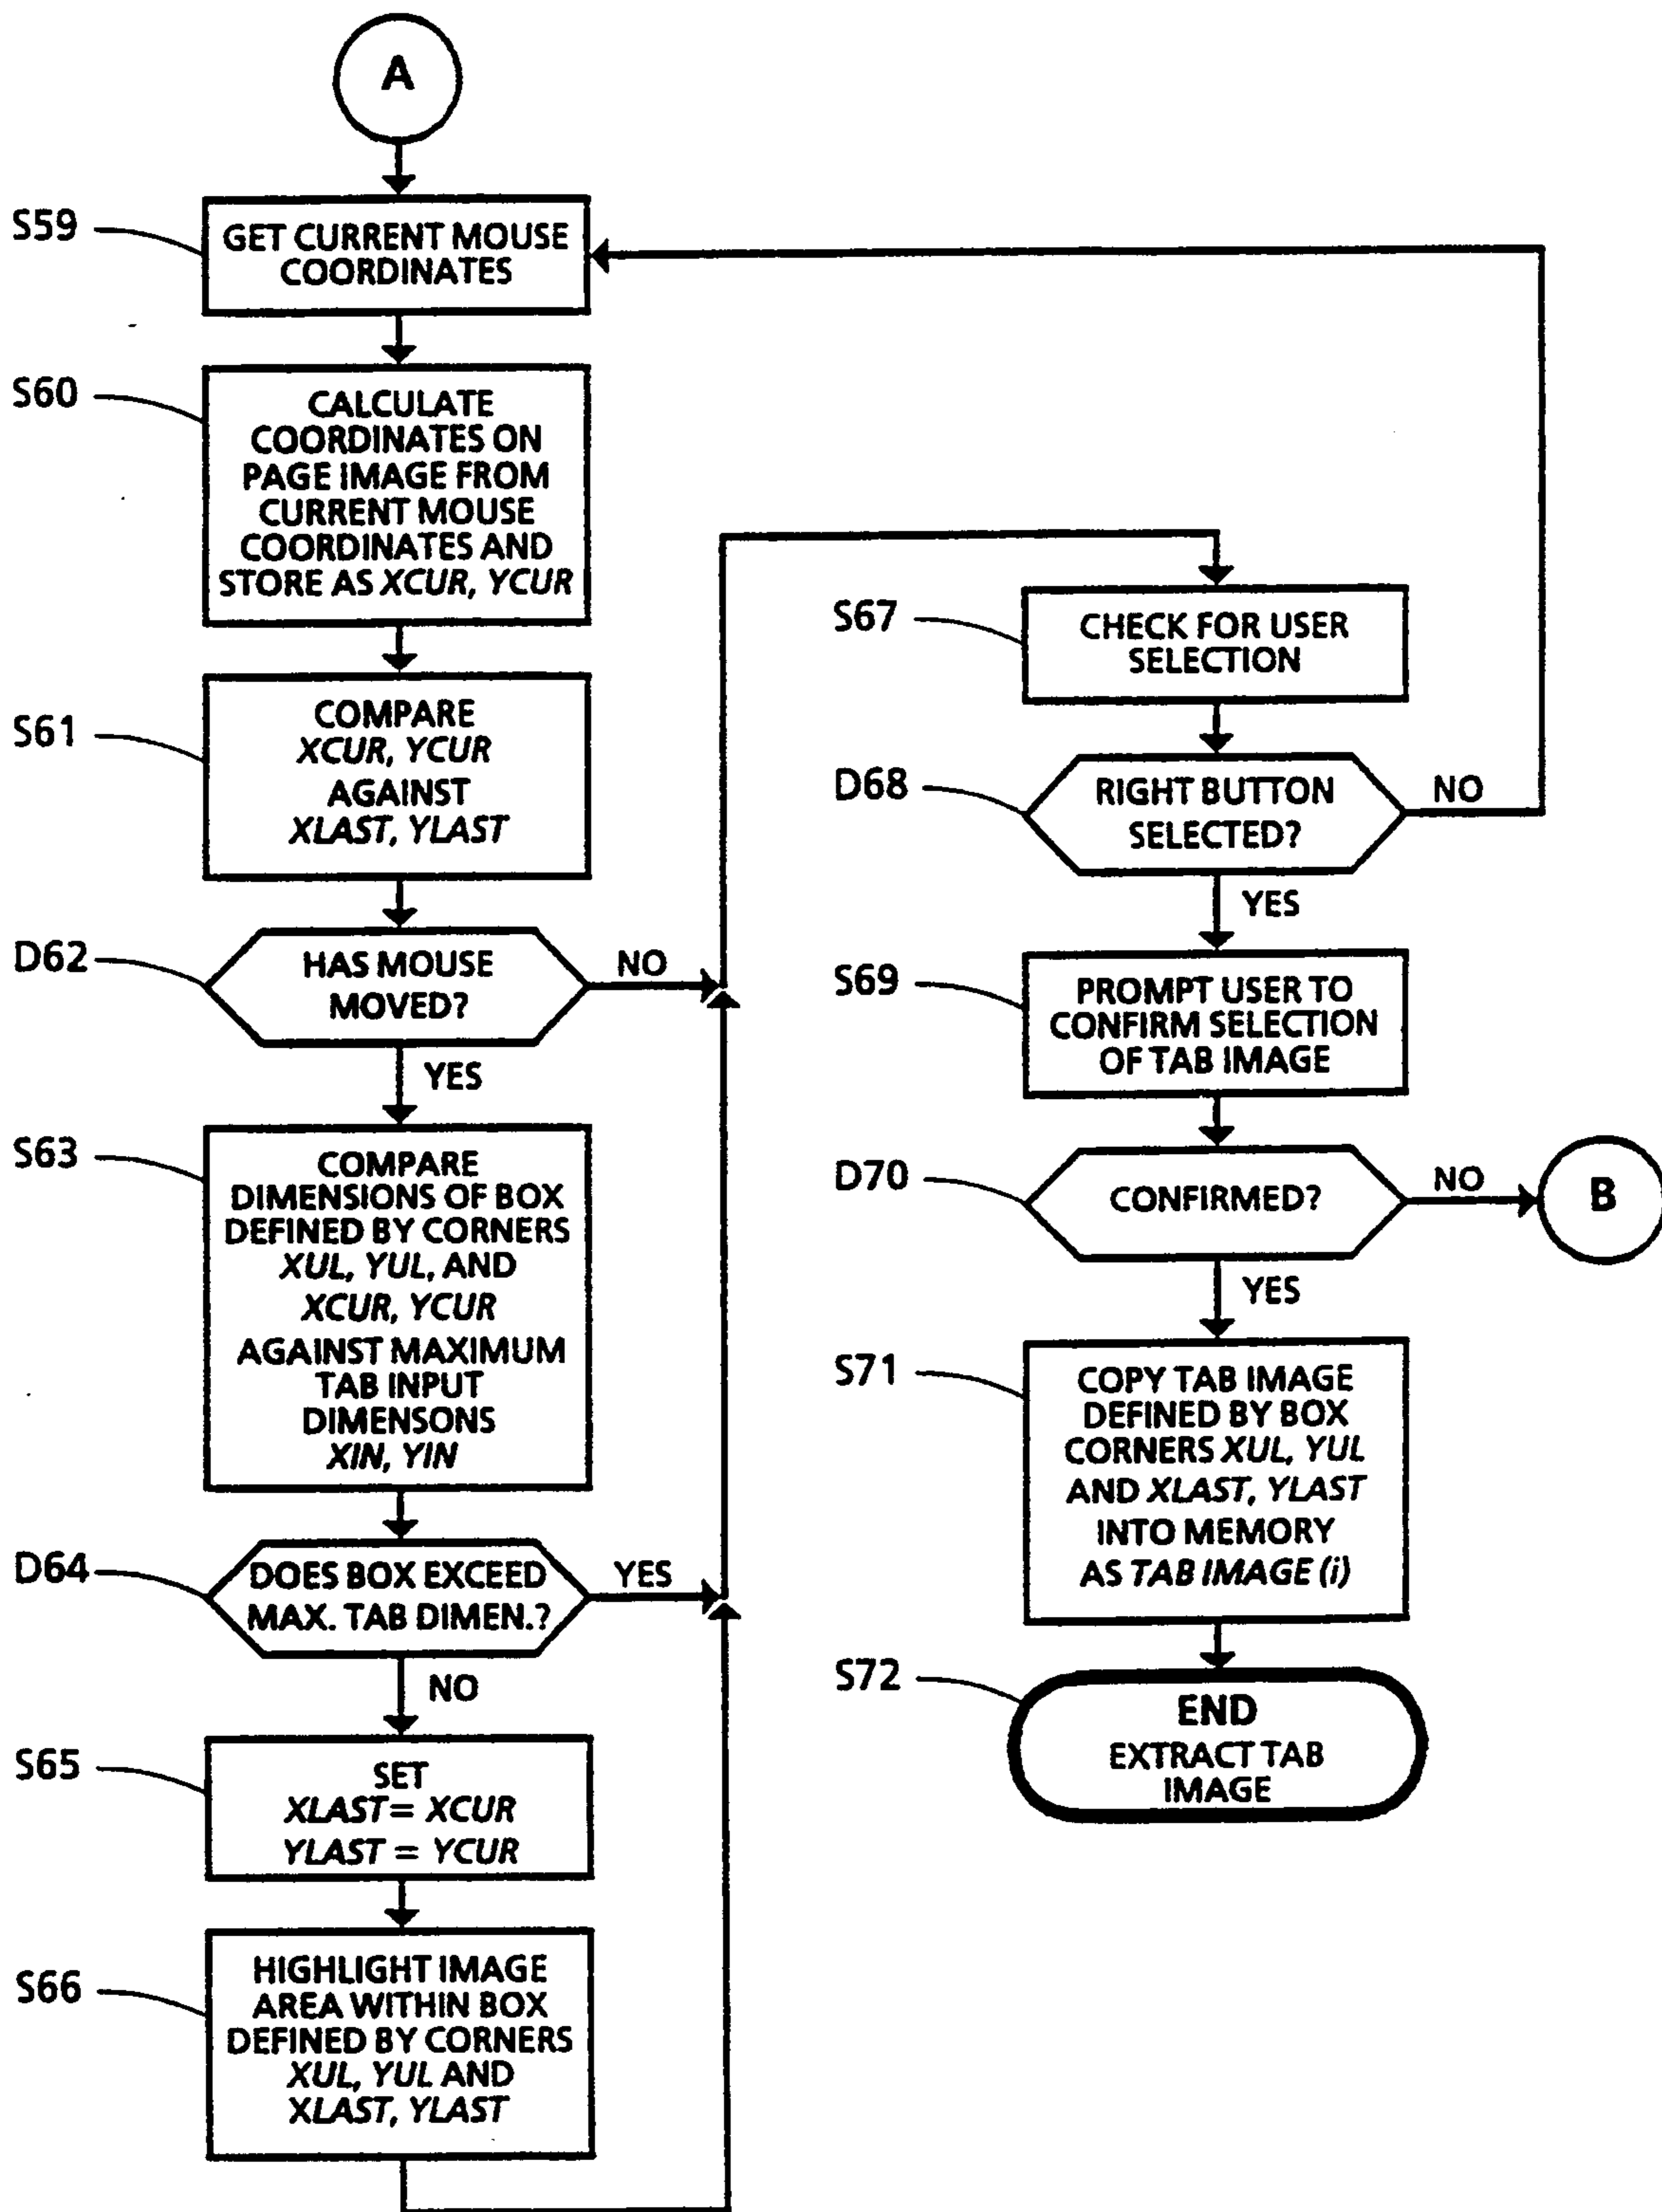 A
S59
GET CURRENT MOUSE
COORDINATES
S60
CALCULATE
COORDINATES ON
PAGE IMAGE FROM
CURRENT MOUSE
COORDINATES AND
STORE AS XCUR, YCUR
S61
COMPARE
XCUR, YCUR
AGAINST
XLAST, YLAST
D62
HAS MOUSE
MOVED?
NO
YES
S63
COMPARE
DIMENSIONS OF BOX
DEFINED BY CORNERS
XUL, YUL, AND
XCUR, YCUR
AGAINST MAXIMUM
TAB INPUT
DIMENSONS
XIN, YIN
D64
DOES BOX EXCEED
MAX. TAB DIMEN.?
YES
NO
S65
SET
XLAST = XCUR
YLAST = YCUR
S66
HIGHLIGHT IMAGE
AREA WITHIN BOX
DEFINED BY CORNERS
XUL, YUL AND
XLAST, YLAST
S67
CHECK FOR USER
SELECTION
D68
RIGHT BUTTON
SELECTED?
NO
YES
S69
PROMPT USER TO
CONFIRM SELECTION
OF TAB IMAGE
D70
CONFIRMED?
NO
B
YES
S71
COPY TAB IMAGE
DEFINED BY BOX
CORNERS XUL, YUL
AND XLAST, YLAST
INTO MEMORY
AS TAB IMAGE (i)
S72
END
EXTRACT TAB
IMAGE